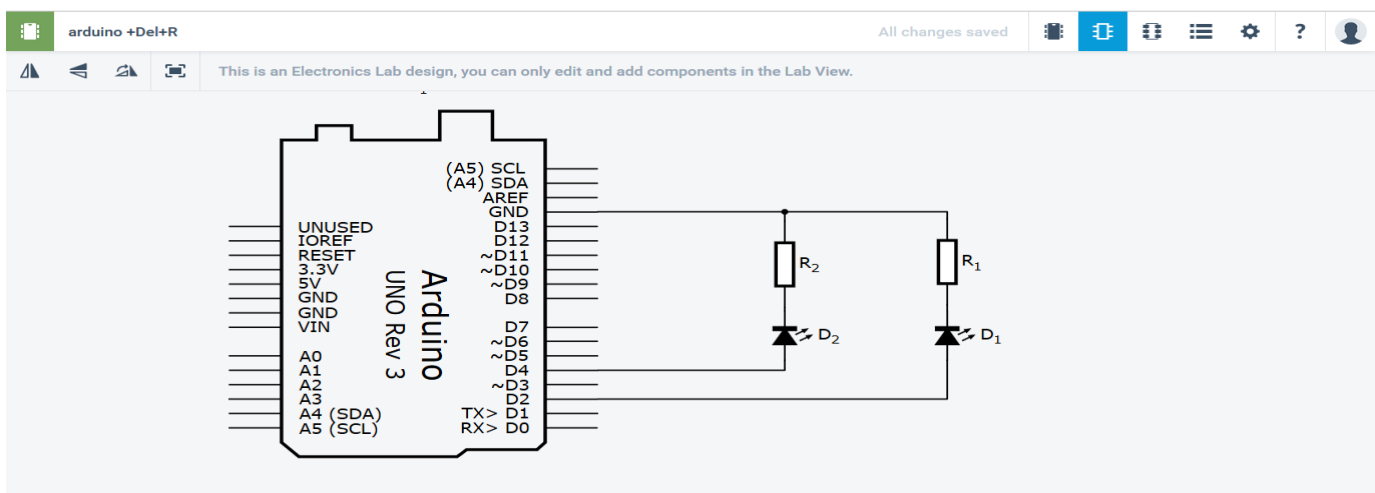 arduino +Del+R
All changes saved
?
This is an Electronics Lab design, you can only edit and add components in the Lab View.
(A5) SCL
(A4) SDA
AREF
GND
D13
D12
~D11
~D10
~D9
D8
D7
~D6
~D5
D4
~D3
D2
TX> D1
RX> D0
UNUSED
IOREF
RESET
3.3V
5V
GND
GND
VIN
A0
A1
A2
A3
A4 (SDA)
A5 (SCL)
Arduino
UNO Rev 3
R2
R1
D2
D1